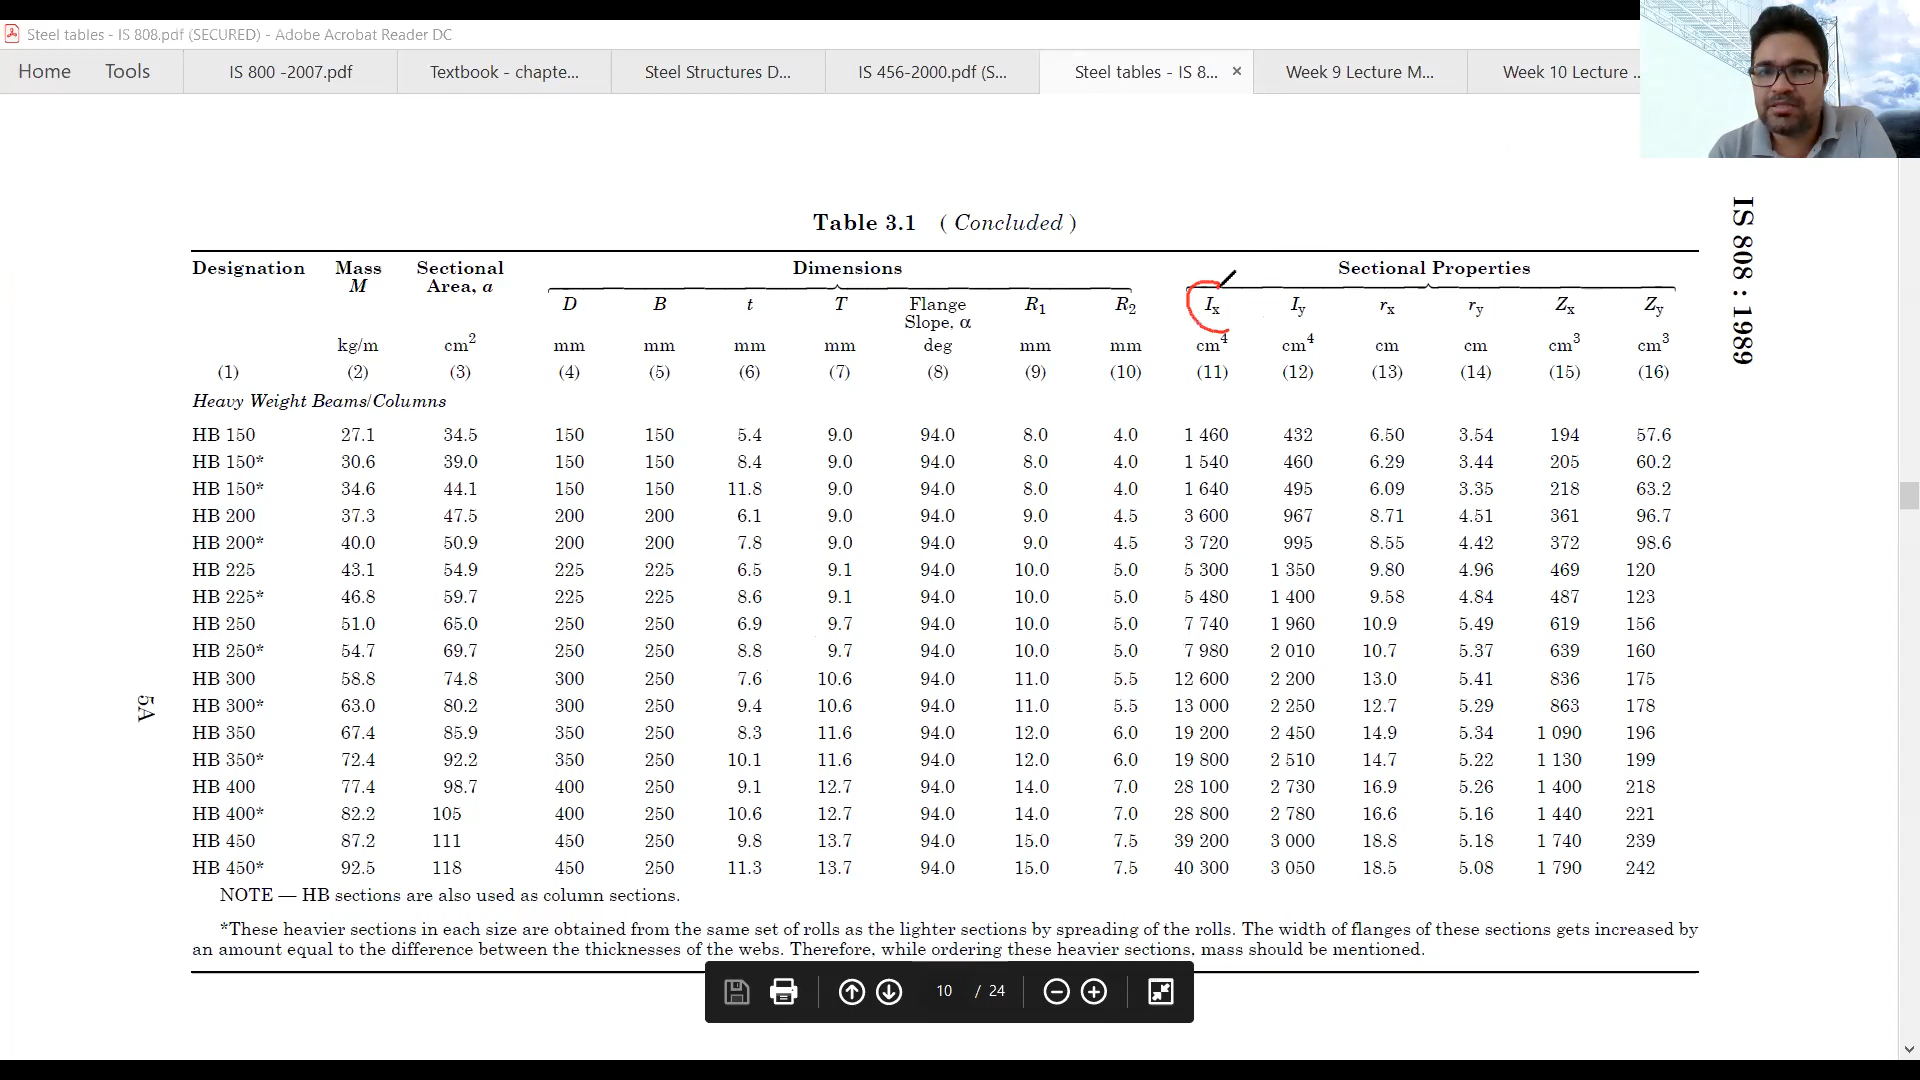 Steel tables - IS 808.pdf (SECURED) - Adobe Acrobat Reader DC
Home Tools IS 800 -2007.pdf Textbook - chapte... Steel Structures D... IS 456-2000.pdf (S... Steel tables - IS 8... × Week 9 Lecture M... Week 10 Lecture ..
IS 808 : 1989
Table 3.1 ( Concluded )
Designation Mass Sectional Dimensions Sectional Properties
M Area, a
D B t T Flange R1 R2 Ix Iy rx ry Zx Zy
Slope, α
kg/m cm2 mm mm mm mm deg mm mm cm4 cm4 cm cm cm3 cm3
(1) (2) (3) (4) (5) (6) (7) (8) (9) (10) (11) (12) (13) (14) (15) (16)
Heavy Weight Beams/Columns
HB 150 27.1 34.5 150 150 5.4 9.0 94.0 8.0 4.0 1 460 432 6.50 3.54 194 57.6
HB 150* 30.6 39.0 150 150 8.4 9.0 94.0 8.0 4.0 1 540 460 6.29 3.44 205 60.2
HB 150* 34.6 44.1 150 150 11.8 9.0 94.0 8.0 4.0 1 640 495 6.09 3.35 218 63.2
HB 200 37.3 47.5 200 200 6.1 9.0 94.0 9.0 4.5 3 600 967 8.71 4.51 361 96.7
HB 200* 40.0 50.9 200 200 7.8 9.0 94.0 9.0 4.5 3 720 995 8.55 4.42 372 98.6
HB 225 43.1 54.9 225 225 6.5 9.1 94.0 10.0 5.0 5 300 1 350 9.80 4.96 469 120
HB 225* 46.8 59.7 225 225 8.6 9.1 94.0 10.0 5.0 5 480 1 400 9.58 4.84 487 123
HB 250 51.0 65.0 250 250 6.9 9.7 94.0 10.0 5.0 7 740 1 960 10.9 5.49 619 156
HB 250* 54.7 69.7 250 250 8.8 9.7 94.0 10.0 5.0 7 980 2 010 10.7 5.37 639 160
HB 300 58.8 74.8 300 250 7.6 10.6 94.0 11.0 5.5 12 600 2 200 13.0 5.41 836 175
HB 300* 63.0 80.2 300 250 9.4 10.6 94.0 11.0 5.5 13 000 2 250 12.7 5.29 863 178
HB 350 67.4 85.9 350 250 8.3 11.6 94.0 12.0 6.0 19 200 2 450 14.9 5.34 1 090 196
HB 350* 72.4 92.2 350 250 10.1 11.6 94.0 12.0 6.0 19 800 2 510 14.7 5.22 1 130 199
HB 400 77.4 98.7 400 250 9.1 12.7 94.0 14.0 7.0 28 100 2 730 16.9 5.26 1 400 218
HB 400* 82.2 105 400 250 10.6 12.7 94.0 14.0 7.0 28 800 2 780 16.6 5.16 1 440 221
HB 450 87.2 111 450 250 9.8 13.7 94.0 15.0 7.5 39 200 3 000 18.8 5.18 1 740 239
HB 450* 92.5 118 450 250 11.3 13.7 94.0 15.0 7.5 40 300 3 050 18.5 5.08 1 790 242
NOTE — HB sections are also used as column sections.
*These heavier sections in each size are obtained from the same set of rolls as the lighter sections by spreading of the rolls. The width of flanges of these sections gets increased by
an amount equal to the difference between the thicknesses of the webs. Therefore, while ordering these heavier sections, mass should be mentioned.
5A
10 / 24